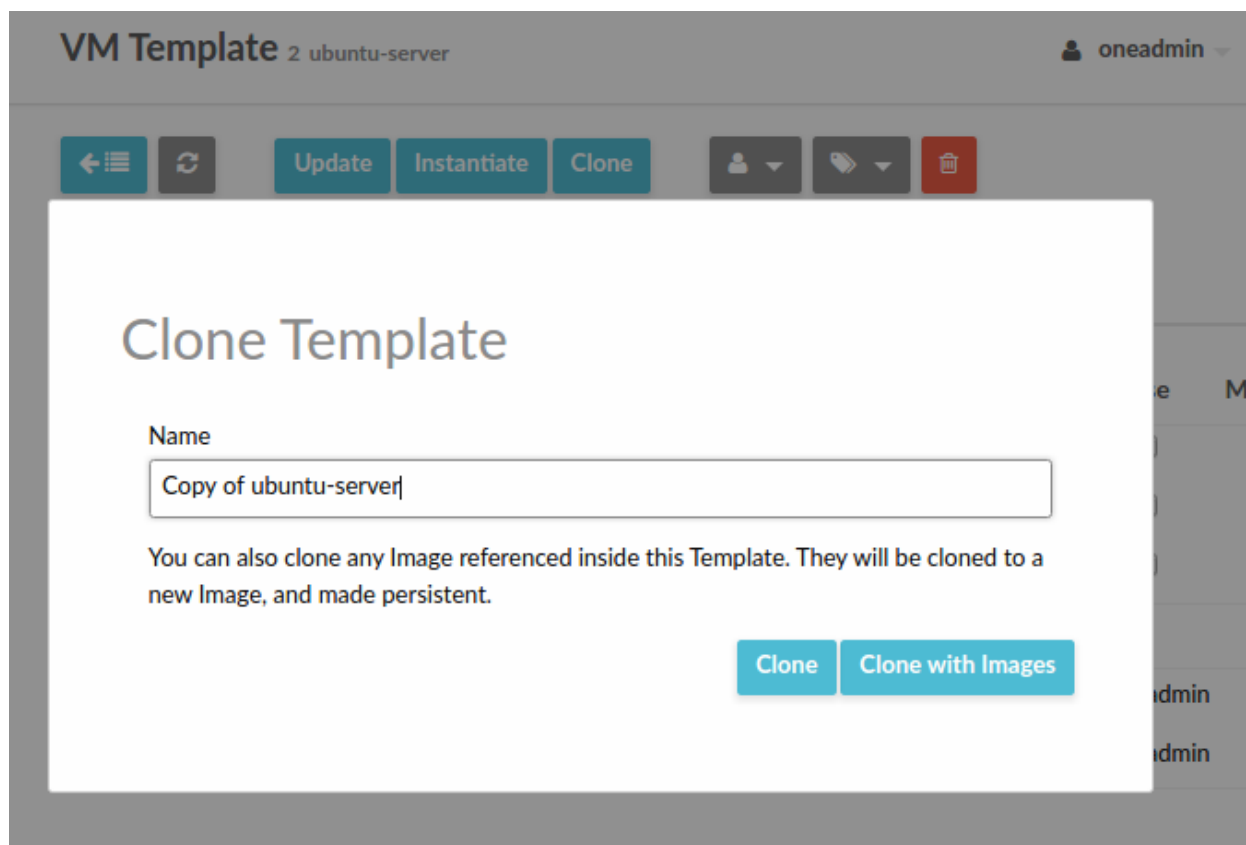 VM Template 2 ubuntu-server
oneadmin
Update Instantiate Clone
Clone Template
Name
Copy of ubuntu-server
You can also clone any Image referenced inside this Template. They will be cloned to a
new Image, and made persistent.
Clone Clone with Images